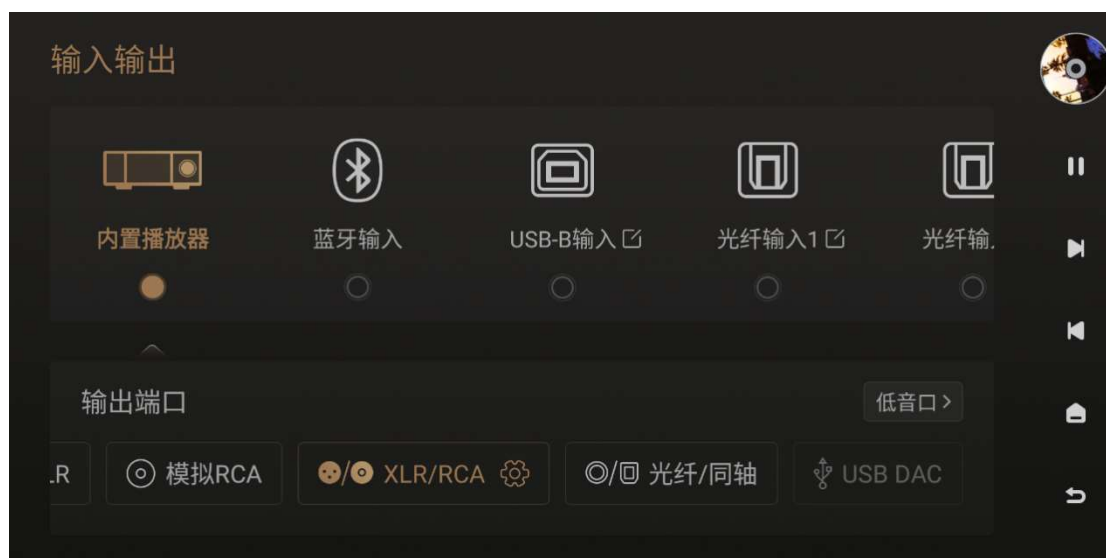 输入输出
内置播放器
蓝牙输入
USB-B输入
光纤输入1
光纤输
输出端口
低音口 >
LR
模拟RCA
XLR/RCA
光纤/同轴
USB DAC